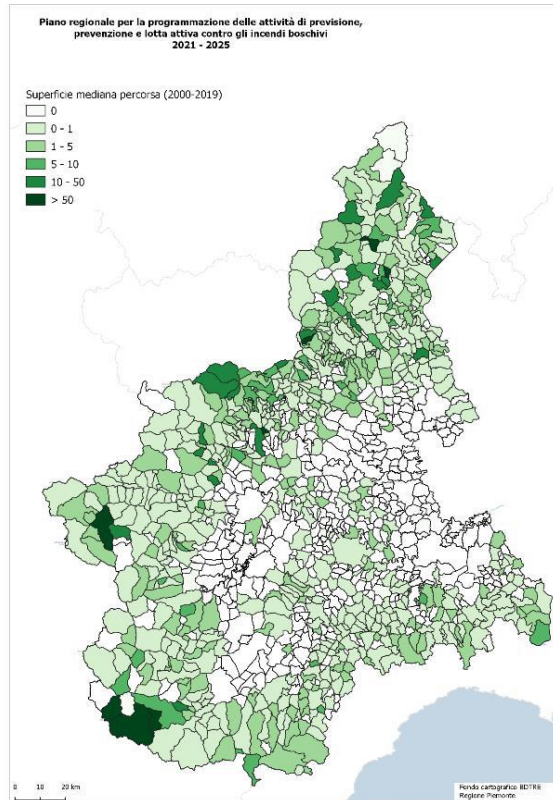 Piano regionale per la programmazione delle attività di previsione,
prevenzione e lotta attiva contro gli incendi boschivi
2021 - 2025
Superficie mediana percorsa (2000-2019)
0
0 - 1
1 - 5
5 - 10
10 - 50
> 50
0 10 20 km
Fondo cartografico BDTRE
Regione Piemonte